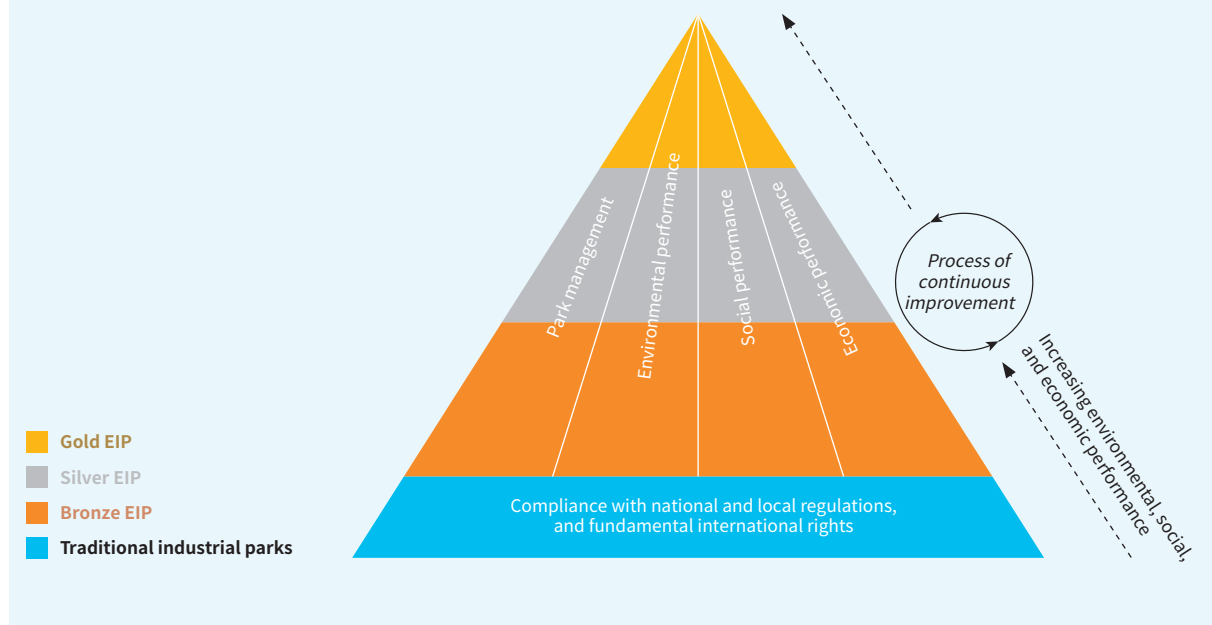 Park management
Environmental performance
Social performance
Economic performance
Process of
continuous
improvement
Increasing environmental, social,
and economic performance
Gold EIP
Silver EIP
Bronze EIP
Traditional industrial parks
Compliance with national and local regulations,
and fundamental international rights